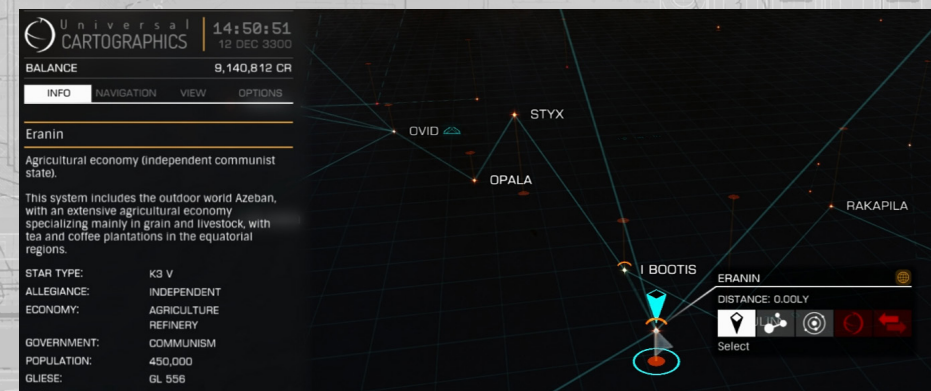 Universal
CARTOGRAPHICS
14:50:51
12 DEC 3300
BALANCE 9,140,812 CR
INFO NAVIGATION VIEW OPTIONS
Eranin
Agricultural economy (independent communist
state).
This system includes the outdoor world Azeban,
with an extensive agricultural economy
specializing mainly in grain and livestock, with
tea and coffee plantations in the equatorial
regions.
STAR TYPE: K3 V
ALLEGIANCE: INDEPENDENT
ECONOMY: AGRICULTURE
REFINERY
GOVERNMENT: COMMUNISM
POPULATION: 450,000
GLIESE: GL 556
STYX
OVID
OPALA
RAKAPILA
I BOOTIS
ERANIN
DISTANCE: 0.00LY
Select